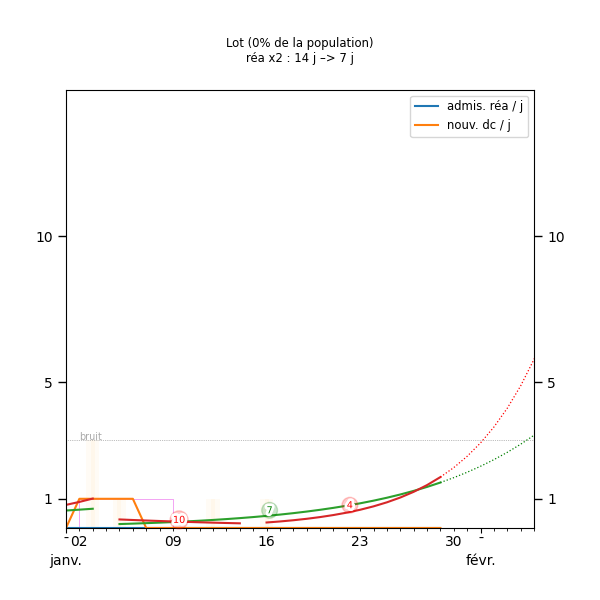 Lot (0% de la population)
réa x2 : 14 j –> 7 j
admis. réa / j
nouv. dc / j
10 10
5 5
bruit
1 1
10 7 4
02 09 16 23 30
janv. févr.